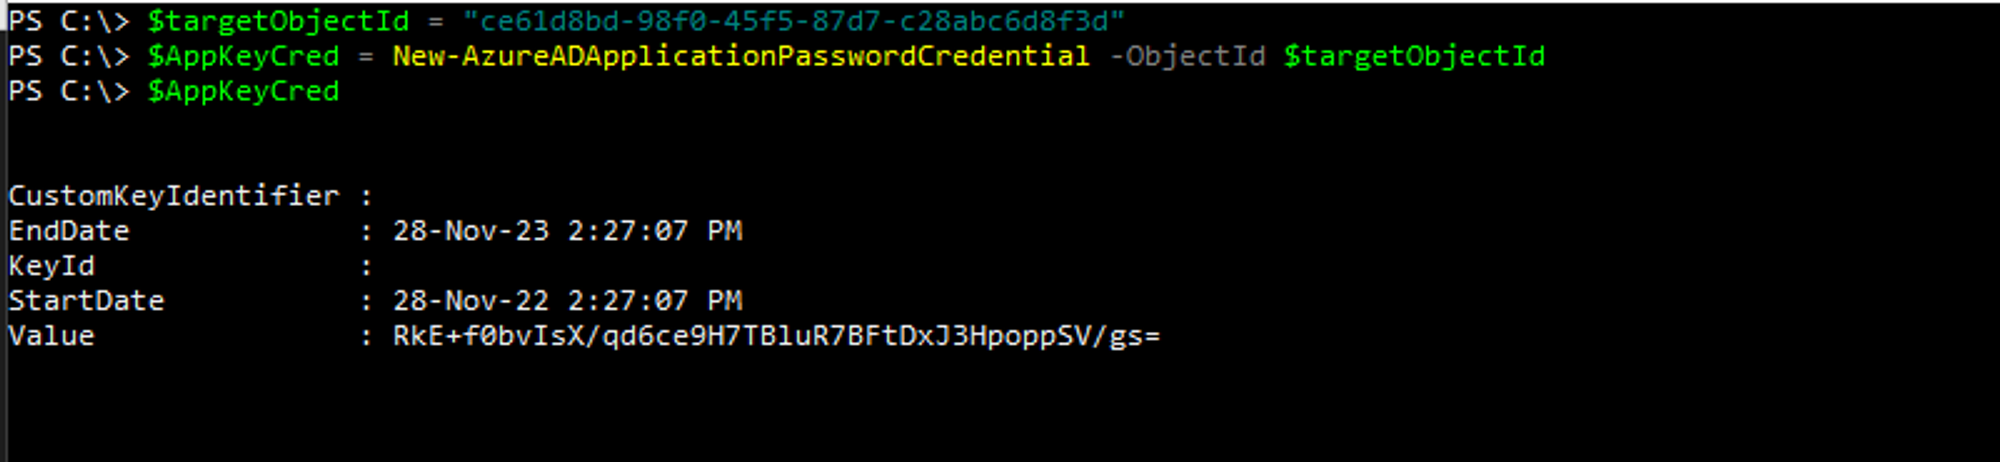 PS C:\> $targetObjectId = "ce61d8bd-98f0-45f5-87d7-c28abc6d8f3d"
PS C:\> $AppKeyCred = New-AzureADApplicationPasswordCredential -ObjectId $targetObjectId
PS C:\> $AppKeyCred
CustomKeyIdentifier :
EndDate             : 28-Nov-23 2:27:07 PM
KeyId               :
StartDate           : 28-Nov-22 2:27:07 PM
Value               : RkE+f0bvIsX/qd6ce9H7TBluR7BFtDxJ3HpoppSV/gs=